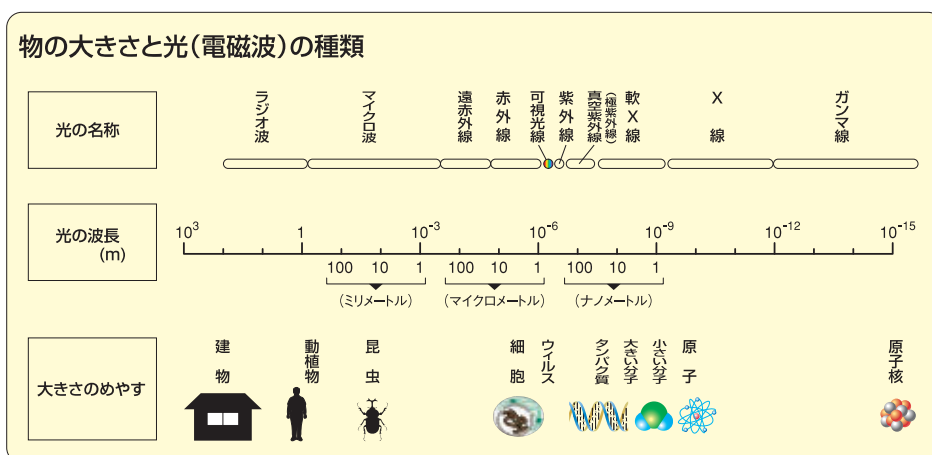 物の大きさと光(電磁波)の種類
光の名称
ラジオ波
マイクロ波
遠赤外線
赤外線
可視光線
紫外線
真空紫外線
(極紫外線)
軟X線
X線
ガンマ線
光の波長
(m)
10³ 1 10⁻³ 10⁻⁶ 10⁻⁹ 10⁻¹² 10⁻¹⁵
100 10 1 100 10 1 100 10 1
(ミリメートル) (マイクロメートル) (ナノメートル)
大きさのめやす
建物
動植物
昆虫
細胞
ウィルス
タンパク質
大きい分子
小さい分子
原子
原子核